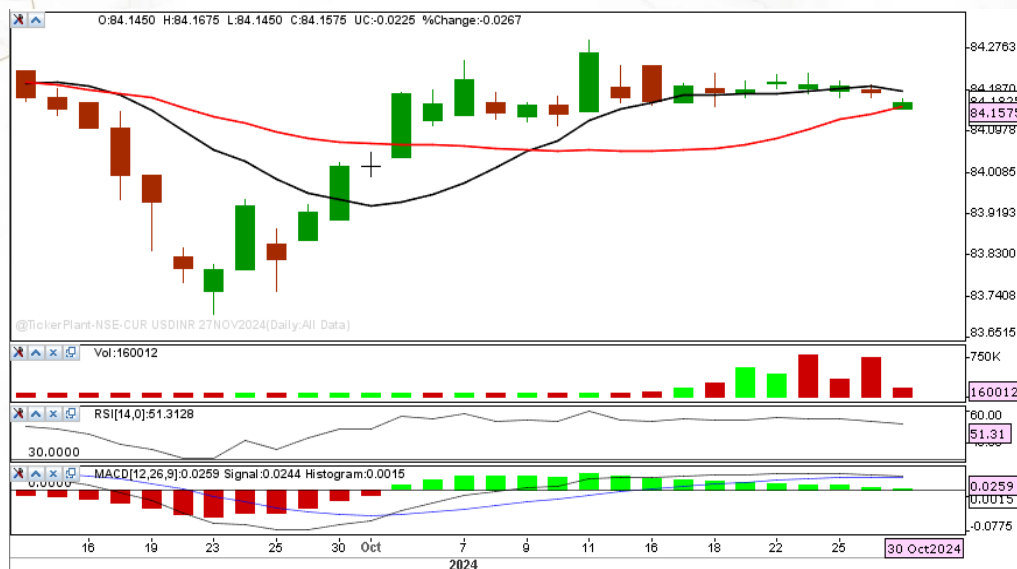 O:84.1450 H:84.1675 L:84.1450 C:84.1575 UC:-0.0225 %Change:-0.0267
84.2763
84.1870
84.1575
84.0978
84.0085
83.9193
83.8300
83.7408
83.6515
@TickerPlant-NSE-CUR USDINR 27NOV2024(Daily:All Data)
Vol:160012
750K
160012
RSI[14,0]:51.3128
60.00
51.31
30.0000
MACD[12,26,9]:0.0259 Signal:0.0244 Histogram:0.0015
0.0000
0.0259
0.0015
-0.0775
16 19 23 25 30 Oct 7 9 11 16 18 22 25 30 Oct2024
2024